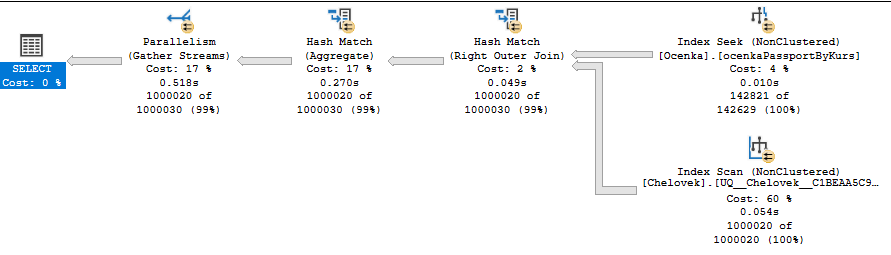 SELECT
Cost: 0 %
Parallelism
(Gather Streams)
Cost: 17 %
0.518s
1000020 of
1000030 (99%)
Hash Match
(Aggregate)
Cost: 17 %
0.270s
1000020 of
1000030 (99%)
Hash Match
(Right Outer Join)
Cost: 2 %
0.049s
1000020 of
1000030 (99%)
Index Seek (NonClustered)
[Ocenka].[ocenkaPassportByKurs]
Cost: 4 %
0.010s
142821 of
142629 (100%)
Index Scan (NonClustered)
[Chelovek].[UQ__Chelovek__C1BEAA5C9…
Cost: 60 %
0.054s
1000020 of
1000020 (100%)